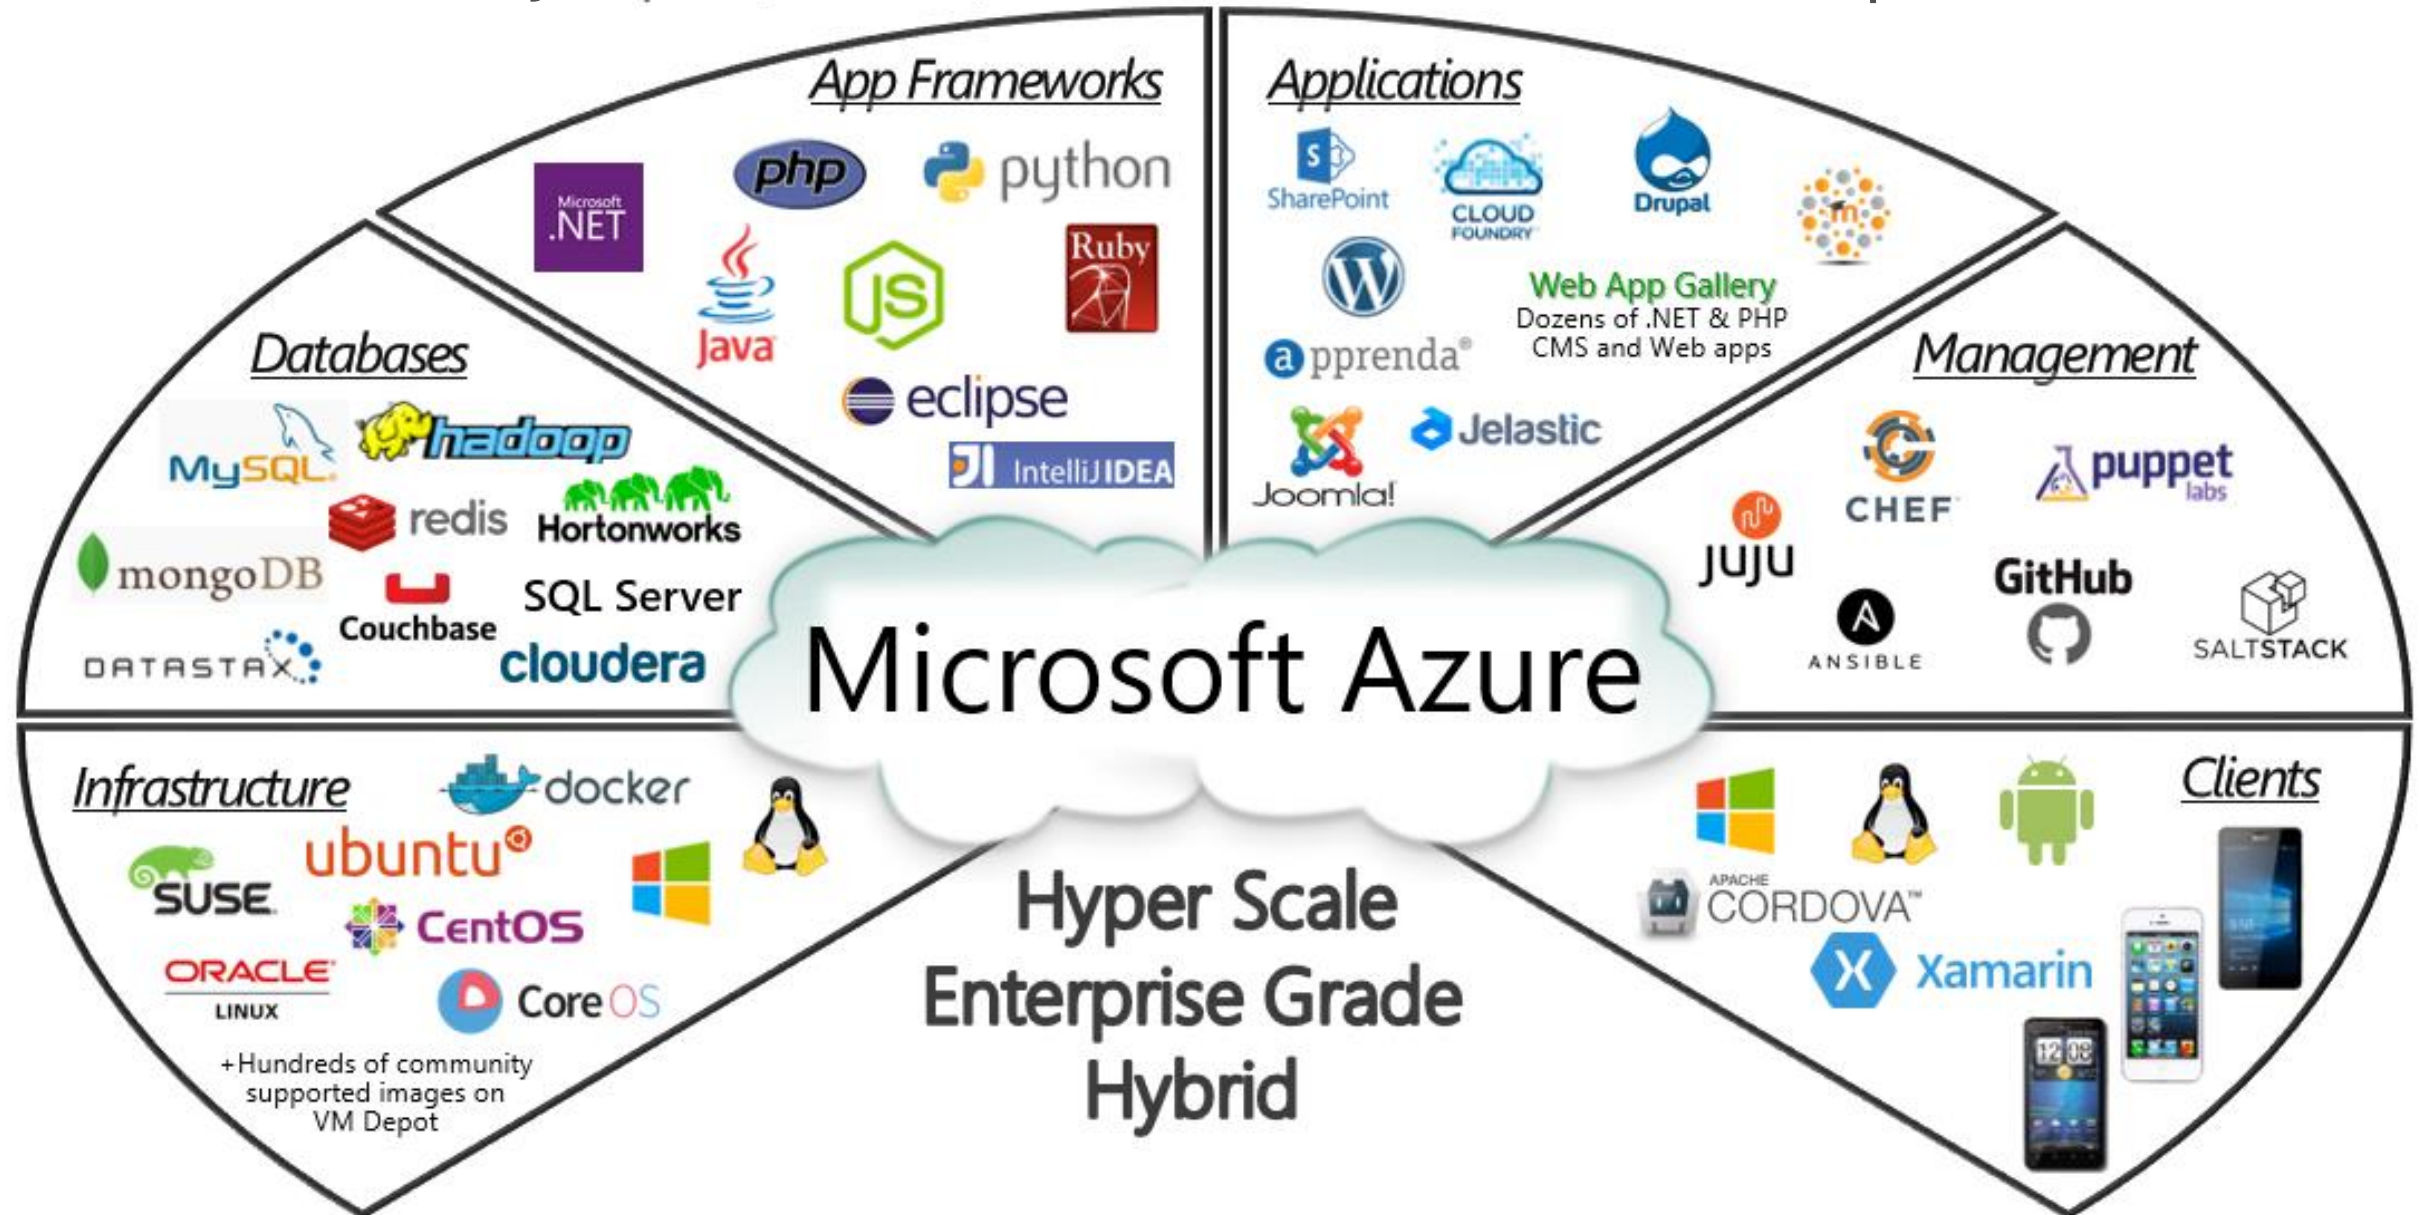 App Frameworks
Microsoft
.NET
php
python
Java
JS
Ruby
eclipse
JI IntelliJ IDEA
Applications
S
SharePoint
CLOUD
FOUNDRY
Drupal
m
W
Web App Gallery
Dozens of .NET & PHP
CMS and Web apps
apprenda®
Jelastic
Joomla!
Databases
MySQL
hadoop
redis
Hortonworks
mongoDB
Couchbase
SQL Server
DATASTAX
cloudera
Management
CHEF
puppet
labs
juju
GitHub
A
ANSIBLE
SALTSTACK
Microsoft Azure
Infrastructure
docker
ubuntu
SUSE
CentOS
ORACLE
LINUX
Core OS
+Hundreds of community
supported images on
VM Depot
Hyper Scale
Enterprise Grade
Hybrid
Clients
APACHE
CORDOVA™
X Xamarin
12 08